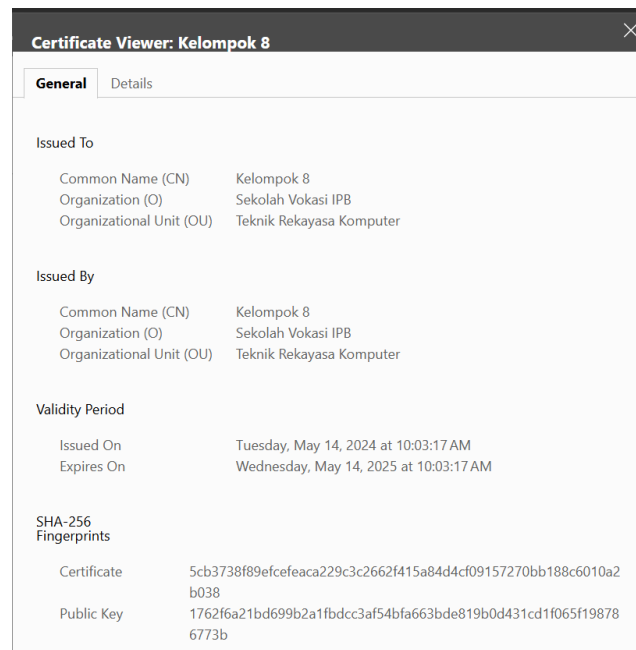 Certificate Viewer: Kelompok 8
General Details
Issued To
Common Name (CN) Kelompok 8
Organization (O) Sekolah Vokasi IPB
Organizational Unit (OU) Teknik Rekayasa Komputer
Issued By
Common Name (CN) Kelompok 8
Organization (O) Sekolah Vokasi IPB
Organizational Unit (OU) Teknik Rekayasa Komputer
Validity Period
Issued On Tuesday, May 14, 2024 at 10:03:17 AM
Expires On Wednesday, May 14, 2025 at 10:03:17 AM
SHA-256
Fingerprints
Certificate 5cb3738f89efcefeaca229c3c2662f415a84d4cf09157270bb188c6010a2
b038
Public Key 1762f6a21bd699b2a1fbdcc3af54bfa663bde819b0d431cd1f065f19878
6773b